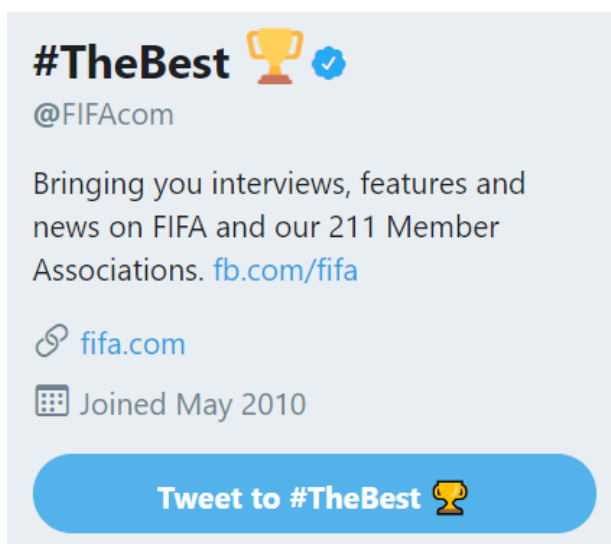 #TheBest 🏆
@FIFAcom
Bringing you interviews, features and
news on FIFA and our 211 Member
Associations. fb.com/fifa
fifa.com
Joined May 2010
Tweet to #TheBest 🏆